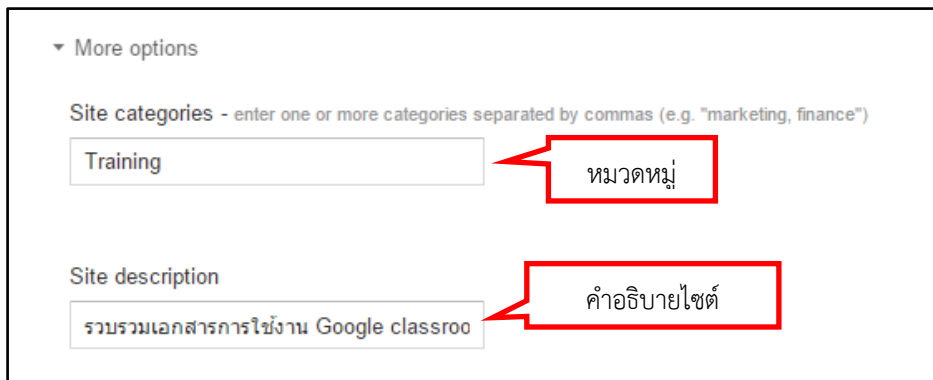 More options
Site categories - enter one or more categories separated by commas (e.g. "marketing, finance")
Training
หมวดหมู่
Site description
คำอธิบายไซต์
รวบรวมเอกสารการใช้งาน Google classroo